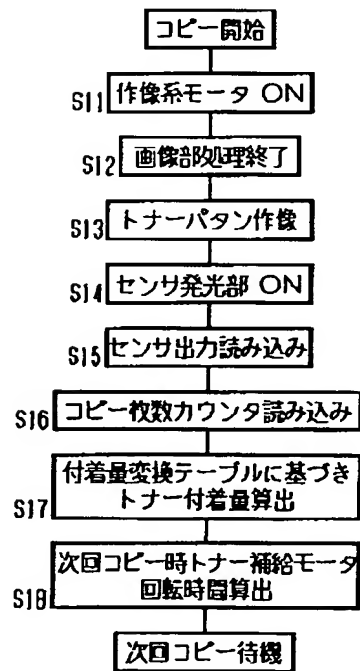 コピー開始
S11 作像系モータ ON
S12 画像部処理終了
S13 トナーパタン作像
S14 センサ発光部 ON
S15 センサ出力読み込み
S16 コピー枚数カウンタ読み込み
付着量変換テーブルに基づき
S17 トナー付着量算出
次回コピー時トナー補給モータ
S18 回転時間算出
次回コピー待機